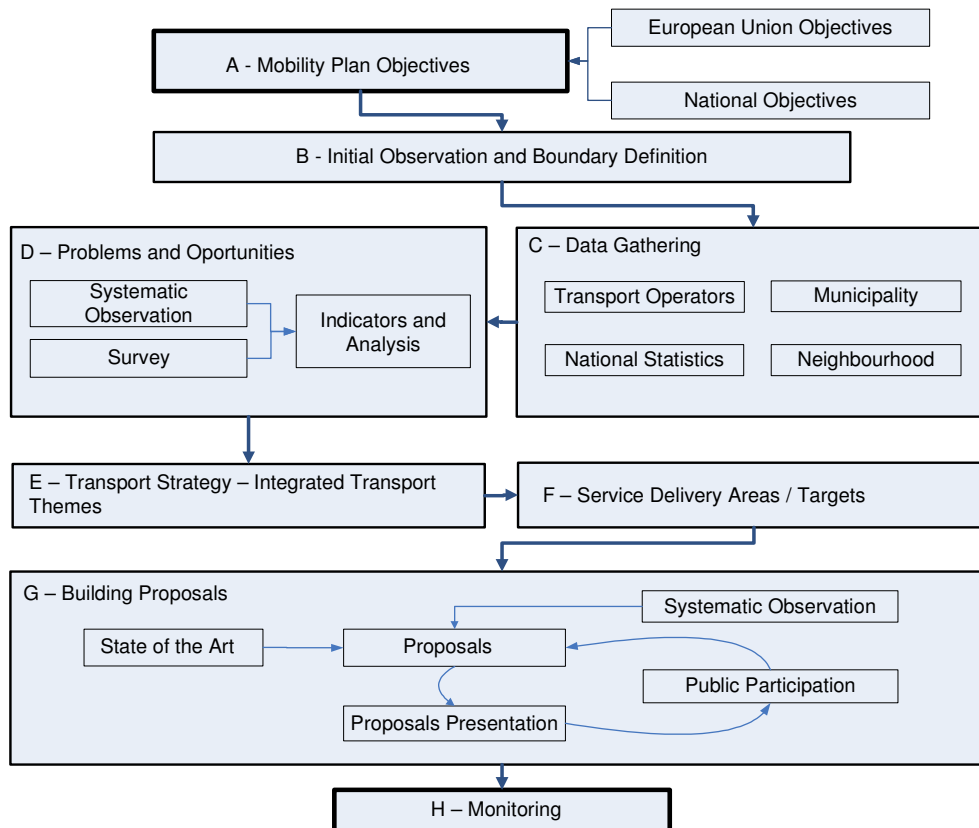 European Union Objectives
A - Mobility Plan Objectives
National Objectives
B - Initial Observation and Boundary Definition
D – Problems and Oportunities
Systematic
Observation
Survey
Indicators and
Analysis
C – Data Gathering
Transport Operators
Municipality
National Statistics
Neighbourhood
E – Transport Strategy – Integrated Transport
Themes
F – Service Delivery Areas / Targets
G – Building Proposals
Systematic Observation
State of the Art
Proposals
Public Participation
Proposals Presentation
H – Monitoring